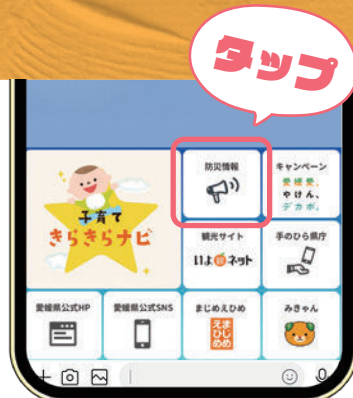 タップ
子育て
きらきらナビ
防災情報
キャンペーン
愛媛愛、
やけん、
デカボ。
観光サイト
いよ観ネット
手のひら県庁
愛媛県公式HP
愛媛県公式SNS
まじめえひめ
まじめ
えひめ
みきゃん